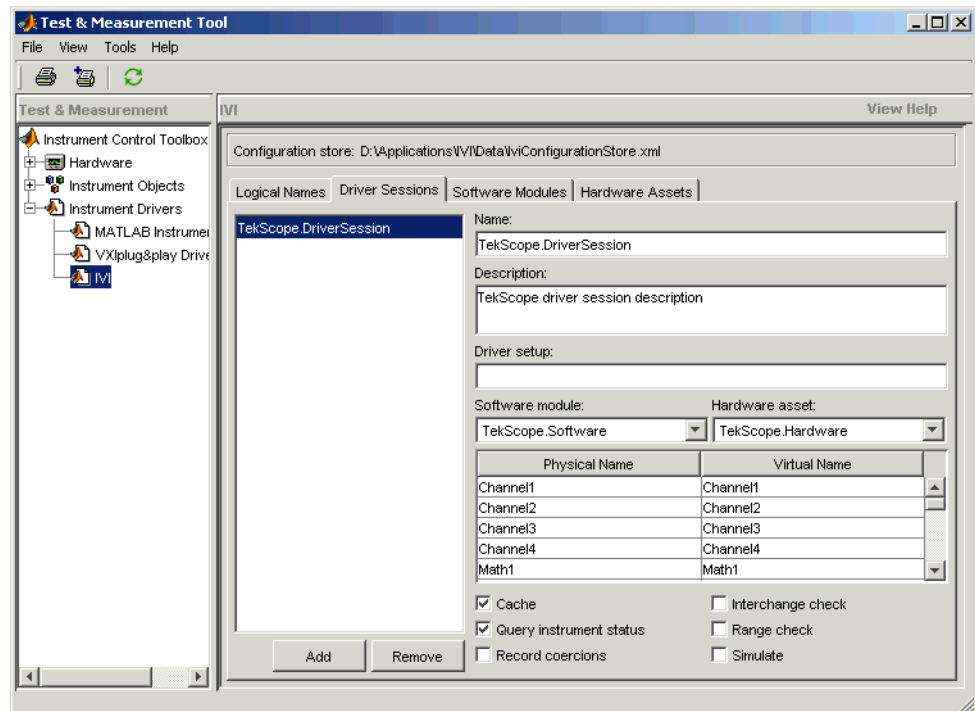 Test & Measurement Tool
File View Tools Help
Test & Measurement
IVI
View Help
Instrument Control Toolbox
Hardware
Instrument Objects
Instrument Drivers
MATLAB Instrumer
VXIplug&play Drive
IVI
Configuration store: D:\Applications\IVI\Data\IviConfigurationStore.xml
Logical Names Driver Sessions Software Modules Hardware Assets
TekScope.DriverSession
Add Remove
Name:
TekScope.DriverSession
Description:
TekScope driver session description
Driver setup:
Software module: Hardware asset:
TekScope.Software TekScope.Hardware
Physical Name Virtual Name
Channel1 Channel1
Channel2 Channel2
Channel3 Channel3
Channel4 Channel4
Math1 Math1
Cache Interchange check
Query instrument status Range check
Record coercions Simulate